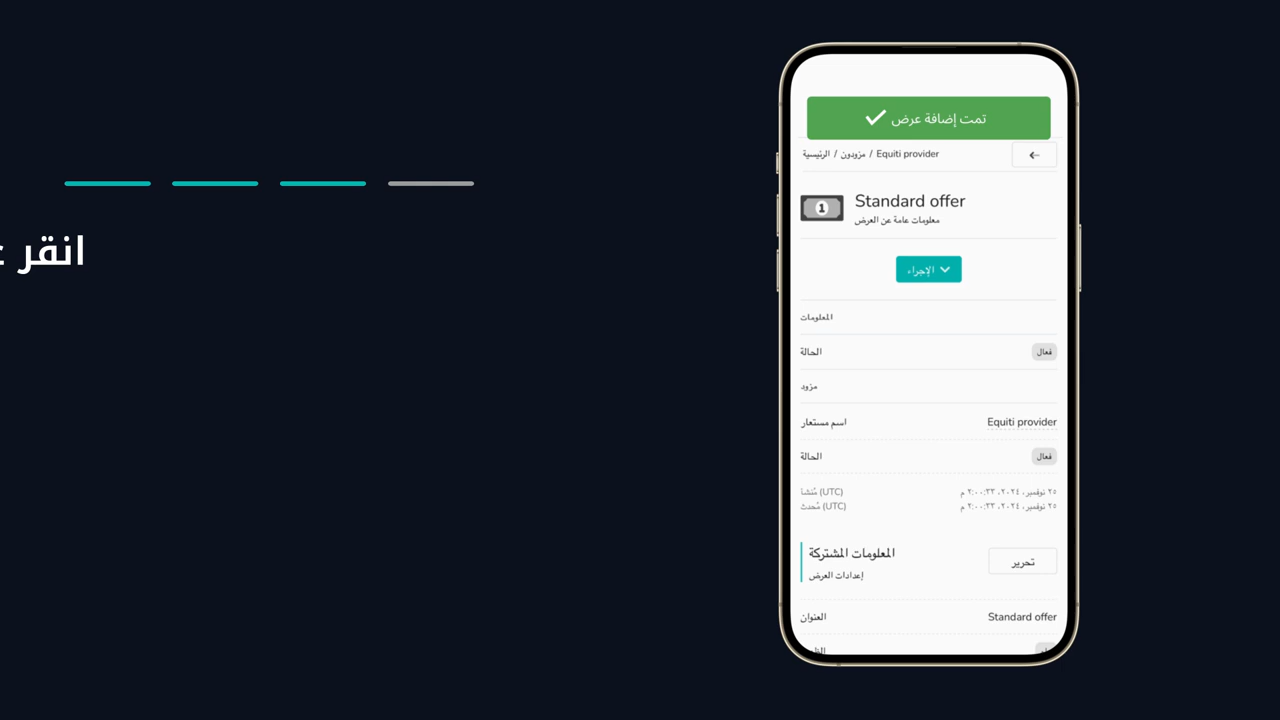 انقر
تمت إضافة عرض
الرئيسية / مزودون / Equiti provider
1
Standard offer
معلومات عامة عن العرض
الإجراء
المعلومات
الحالة
فعال
مزود
اسم مستعار
Equiti provider
الحالة
فعال
مُنشأ (UTC)
٢٥ نوفمبر، ٢٠٢٤، ٢:٠٠:٣٣ م
مُحدث (UTC)
٢٥ نوفمبر، ٢٠٢٤، ٢:٠٠:٣٣ م
المعلومات المشتركة
إعدادات العرض
تحرير
العنوان
Standard offer